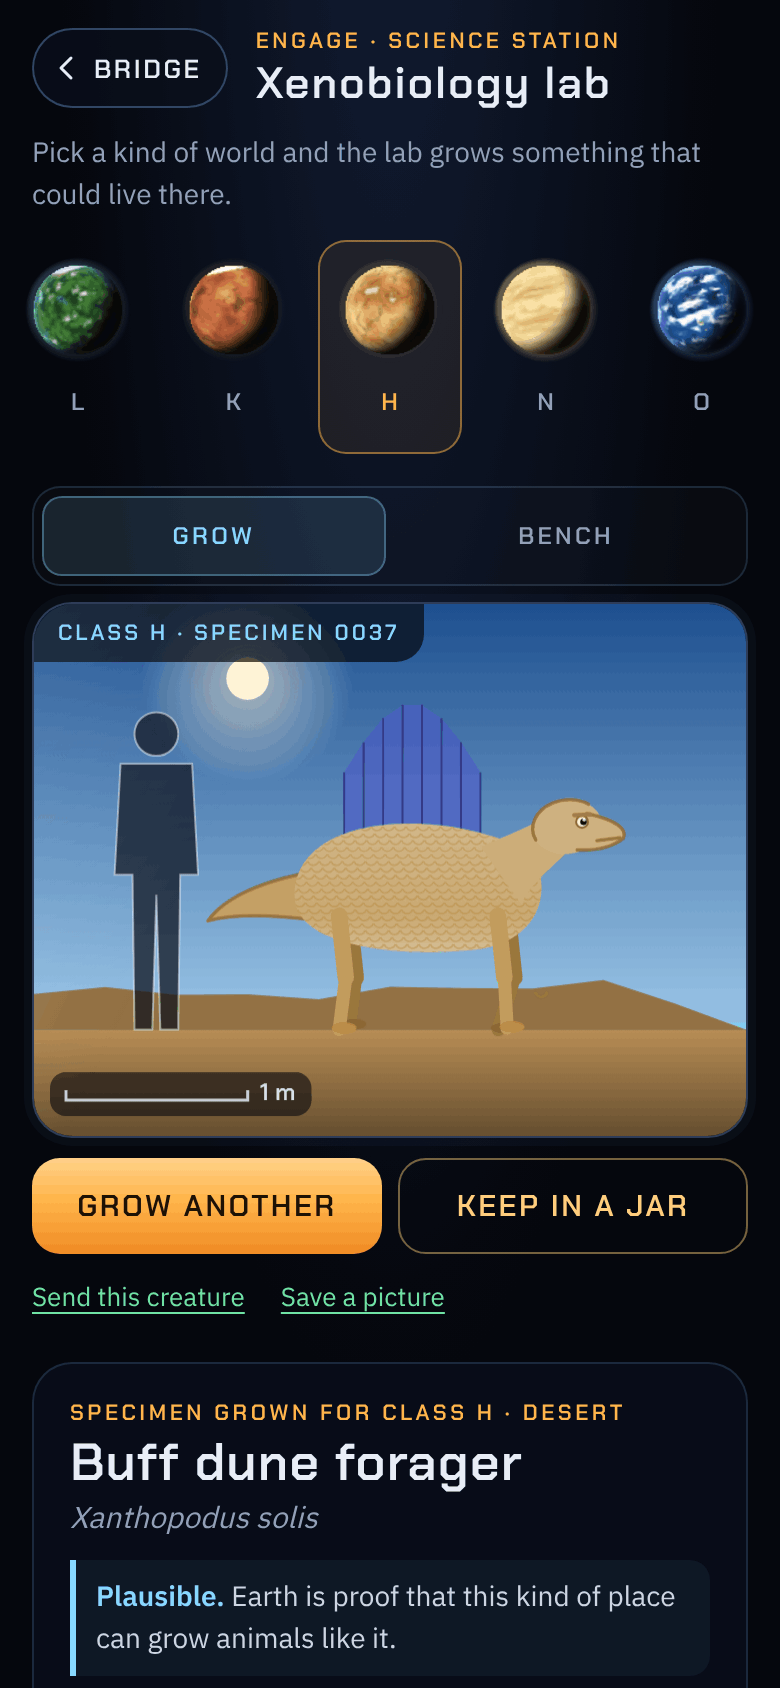 BRIDGE
ENGAGE · SCIENCE STATION
Xenobiology lab
Pick a kind of world and the lab grows something that
could live there.
L K H N O
GROW BENCH
CLASS H · SPECIMEN 0037
1 m
GROW ANOTHER KEEP IN A JAR
Send this creature Save a picture
SPECIMEN GROWN FOR CLASS H · DESERT
Buff dune forager
Xanthopodus solis
Plausible. Earth is proof that this kind of place
can grow animals like it.